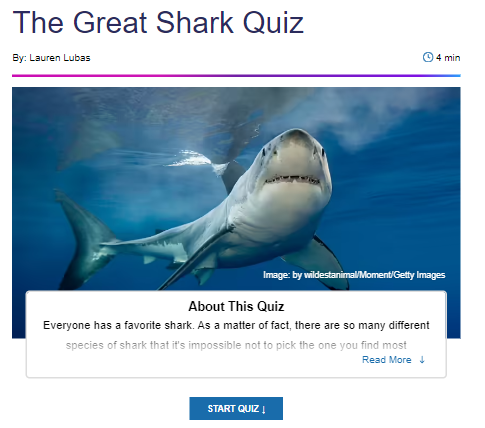 The Great Shark Quiz
By: Lauren Lubas
4 min
Image: by wildestanimal/Moment/Getty Images
About This Quiz
Everyone has a favorite shark. As a matter of fact, there are so many different
species of shark that it's impossible not to pick the one you find most
Read More ↓
START QUIZ ↓